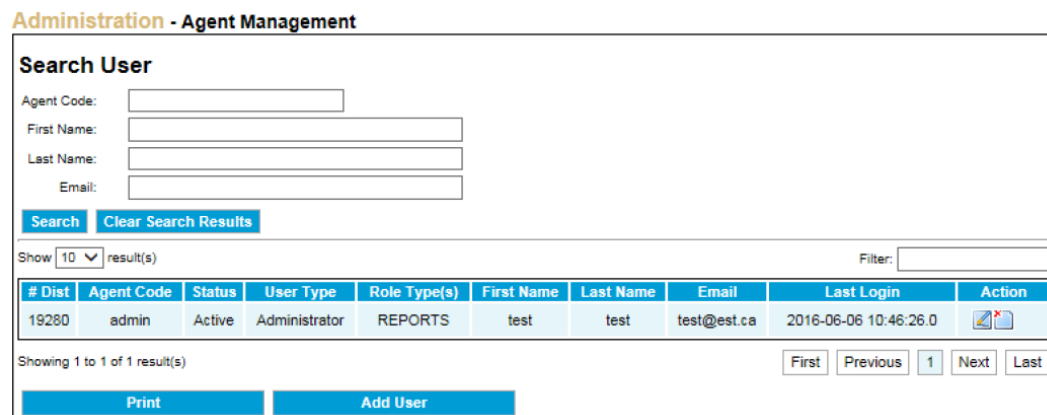 Administration - Agent Management
Search User
Agent Code:
First Name:
Last Name:
Email:
Search Clear Search Results
Show 10 result(s) Filter:
# Dist Agent Code Status User Type Role Type(s) First Name Last Name Email Last Login Action
19280 admin Active Administrator REPORTS test test test@est.ca 2016-06-06 10:46:26.0
Showing 1 to 1 of 1 result(s) First Previous 1 Next Last
Print Add User